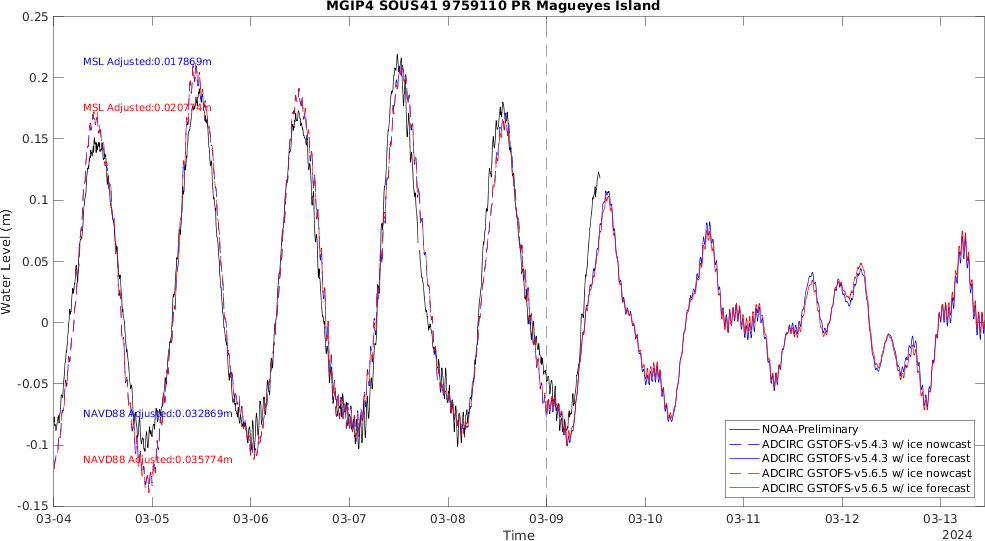 MGIP4 SOUS41 9759110 PR Magueyes Island
0.25
0.2
0.15
0.1
0.05
0
-0.05
-0.1
-0.15
Water Level (m)
MSL Adjusted:0.017869m
MSL Adjusted:0.020774m
NAVD88 Adjusted:0.032869m
NAVD88 Adjusted:0.035774m
NOAA-Preliminary
ADCIRC GSTOFS-v5.4.3 w/ ice nowcast
ADCIRC GSTOFS-v5.4.3 w/ ice forecast
ADCIRC GSTOFS-v5.6.5 w/ ice nowcast
ADCIRC GSTOFS-v5.6.5 w/ ice forecast
03-04 03-05 03-06 03-07 03-08 03-09 03-10 03-11 03-12 03-13
Time
2024